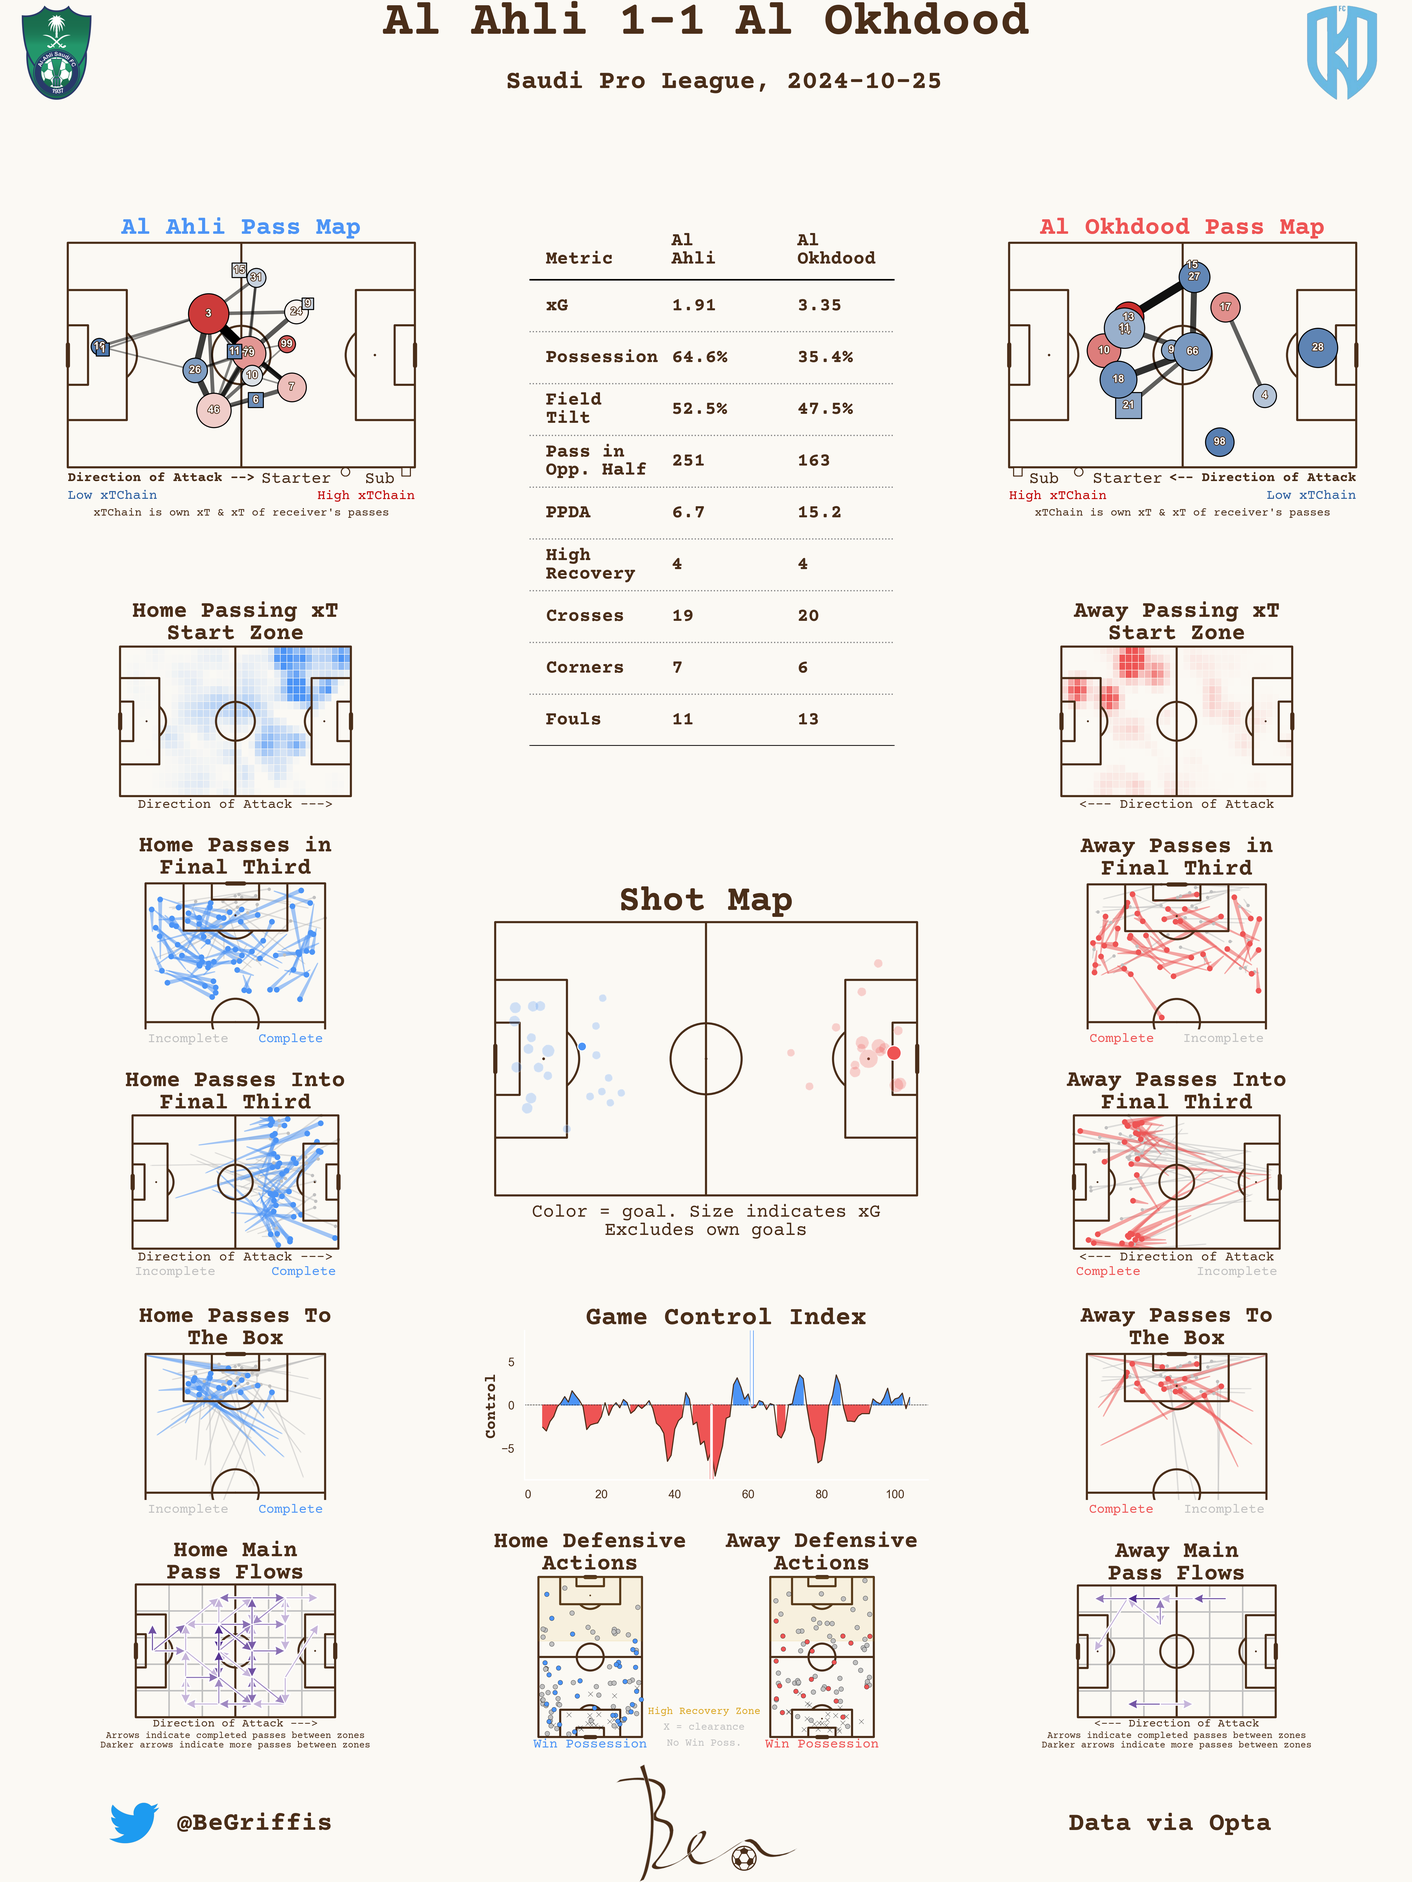 Al Ahli 1-1 Al Okhdood
Saudi Pro League, 2024-10-25
Al-Ahli Saudi FC
1937
FC
Al Ahli Pass Map
15
31
3
24
9
99
11
79
26
10
7
6
46
1
Direction of Attack --> Starter Sub
Low xTChain High xTChain
xTChain is own xT & xT of receiver's passes
Metric Al Ahli Al Okhdood
xG 1.91 3.35
Possession 64.6% 35.4%
Field Tilt 52.5% 47.5%
Pass in Opp. Half 251 163
PPDA 6.7 15.2
High Recovery 4 4
Crosses 19 20
Corners 7 6
Fouls 11 13
Al Okhdood Pass Map
15
27
17
13
11
10
9
66
28
18
21
4
98
Sub Starter <-- Direction of Attack
High xTChain Low xTChain
xTChain is own xT & xT of receiver's passes
Home Passing xT
Start Zone
Direction of Attack --->
Away Passing xT
Start Zone
<--- Direction of Attack
Home Passes in
Final Third
Incomplete Complete
Shot Map
Color = goal. Size indicates xG
Excludes own goals
Away Passes in
Final Third
Complete Incomplete
Home Passes Into
Final Third
Direction of Attack --->
Incomplete Complete
Away Passes Into
Final Third
<--- Direction of Attack
Complete Incomplete
Home Passes To
The Box
Incomplete Complete
Game Control Index
Control
5
0
−5
0 20 40 60 80 100
Away Passes To
The Box
Complete Incomplete
Home Main
Pass Flows
Direction of Attack --->
Arrows indicate completed passes between zones
Darker arrows indicate more passes between zones
Home Defensive
Actions
Win Possession
High Recovery Zone
X = clearance
No Win Poss.
Away Defensive
Actions
Win Possession
Away Main
Pass Flows
<--- Direction of Attack
Arrows indicate completed passes between zones
Darker arrows indicate more passes between zones
@BeGriffis
Ben
Data via Opta